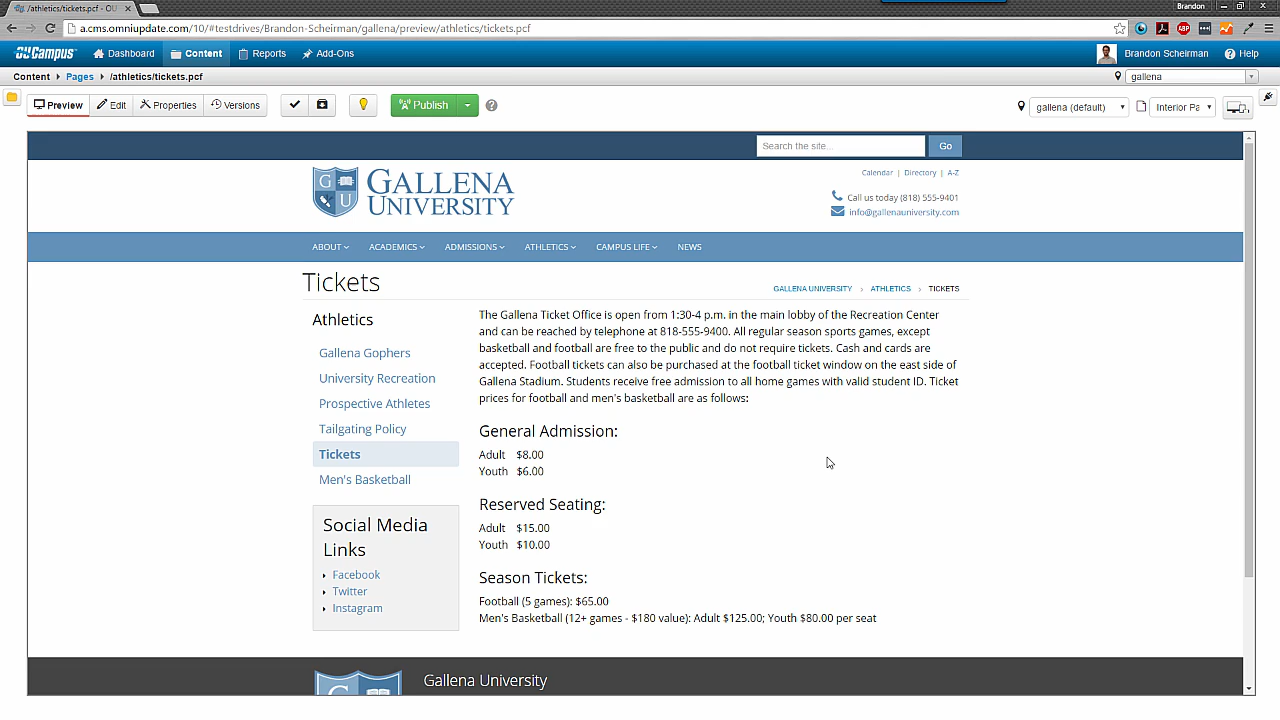 /athletics/tickets.pcf - OU
Brandon
a.cms.omniupdate.com/10/#testdrives/Brandon-Scheirman/gallena/preview/athletics/tickets.pcf
ABP
OU Campus Dashboard Content Reports Add-Ons Brandon Scheirman Help
Content Pages /athletics/tickets.pcf gallena
Preview Edit Properties Versions Publish gallena (default) Interior Pa
Search the site... Go
Calendar | Directory | A-Z
G U
GALLENA
UNIVERSITY
Call us today (818) 555-9401
info@gallenauniversity.com
ABOUT ACADEMICS ADMISSIONS ATHLETICS CAMPUS LIFE NEWS
Tickets
GALLENA UNIVERSITY › ATHLETICS › TICKETS
Athletics
Gallena Gophers
University Recreation
Prospective Athletes
Tailgating Policy
Tickets
Men's Basketball
Social Media
Links
Facebook
Twitter
Instagram
The Gallena Ticket Office is open from 1:30-4 p.m. in the main lobby of the Recreation Center
and can be reached by telephone at 818-555-9400. All regular season sports games, except
basketball and football are free to the public and do not require tickets. Cash and cards are
accepted. Football tickets can also be purchased at the football ticket window on the east side of
Gallena Stadium. Students receive free admission to all home games with valid student ID. Ticket
prices for football and men's basketball are as follows:
General Admission:
Adult $8.00
Youth $6.00
Reserved Seating:
Adult $15.00
Youth $10.00
Season Tickets:
Football (5 games): $65.00
Men's Basketball (12+ games - $180 value): Adult $125.00; Youth $80.00 per seat
G
Gallena University